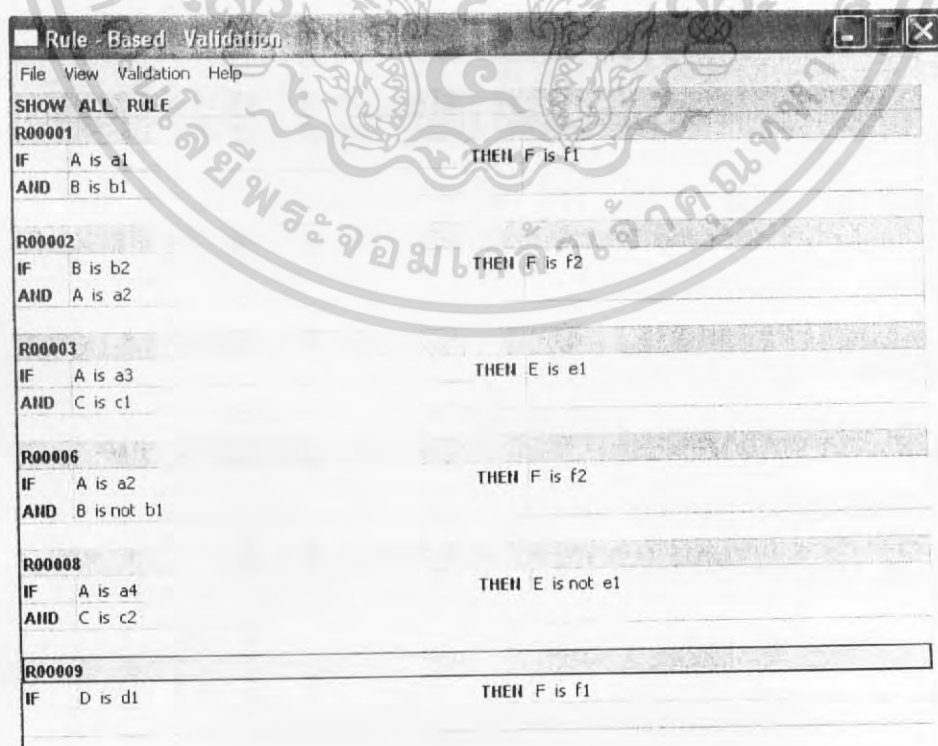 Rule - Based Validation
File View Validation Help
SHOW ALL RULE
R00001
IF A is a1 THEN F is f1
AND B is b1
R00002
IF B is b2 THEN F is f2
AND A is a2
R00003
IF A is a3 THEN E is e1
AND C is c1
R00006
IF A is a2 THEN F is f2
AND B is not b1
R00008
IF A is a4 THEN E is not e1
AND C is c2
R00009
IF D is d1 THEN F is f1